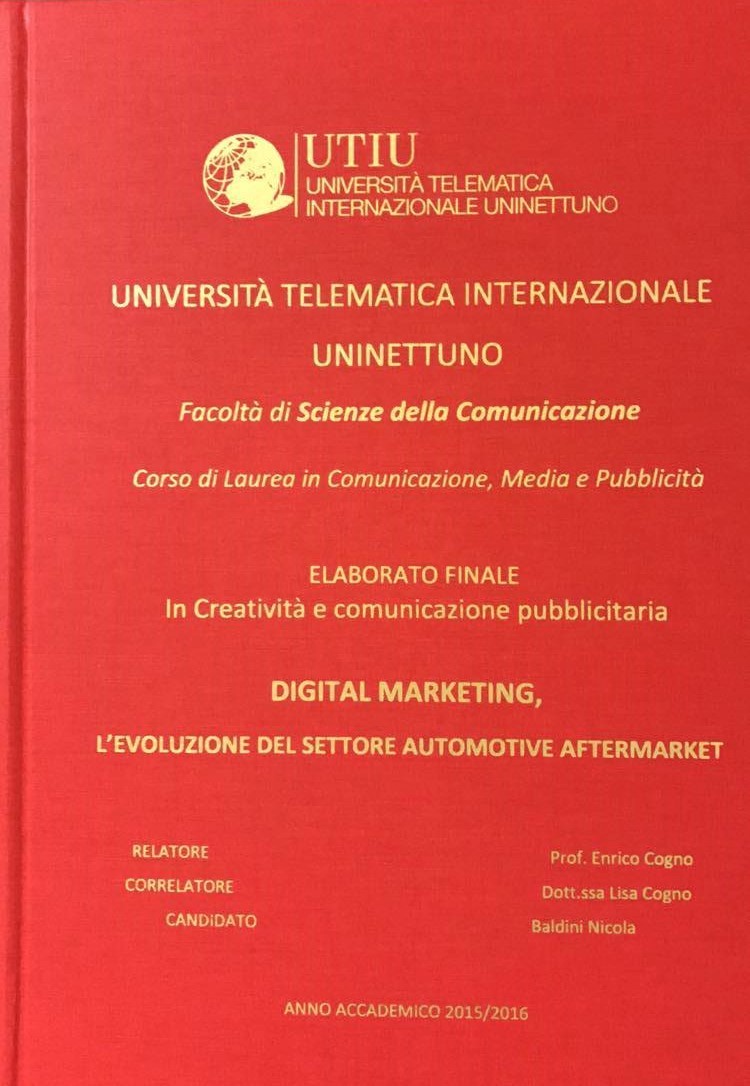 UTIU
UNIVERSITÀ TELEMATICA
INTERNAZIONALE UNINETTUNO
UNIVERSITÀ TELEMATICA INTERNAZIONALE
UNINETTUNO
Facoltà di Scienze della Comunicazione
Corso di Laurea in Comunicazione, Media e Pubblicità
ELABORATO FINALE
In Creatività e comunicazione pubblicitaria
DIGITAL MARKETING,
L'EVOLUZIONE DEL SETTORE AUTOMOTIVE AFTERMARKET
RELATORE Prof. Enrico Cogno
CORRELATORE Dott.ssa Lisa Cogno
CANDIDATO Baldini Nicola
ANNO ACCADEMICO 2015/2016